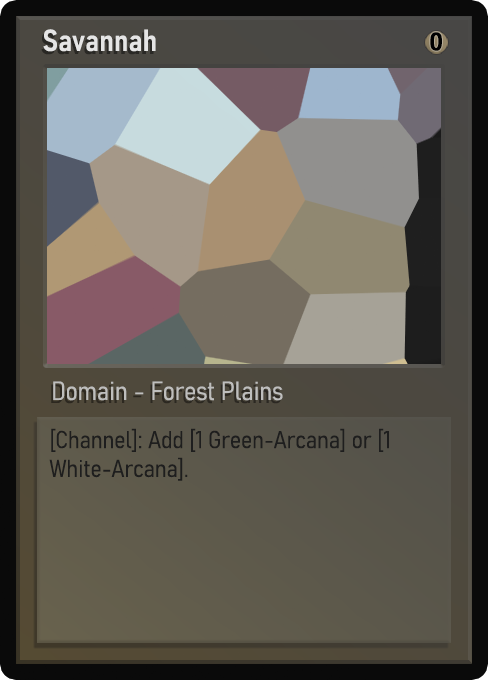 Savannah
0
Domain - Forest Plains
[Channel]: Add [1 Green-Arcana] or [1
White-Arcana].